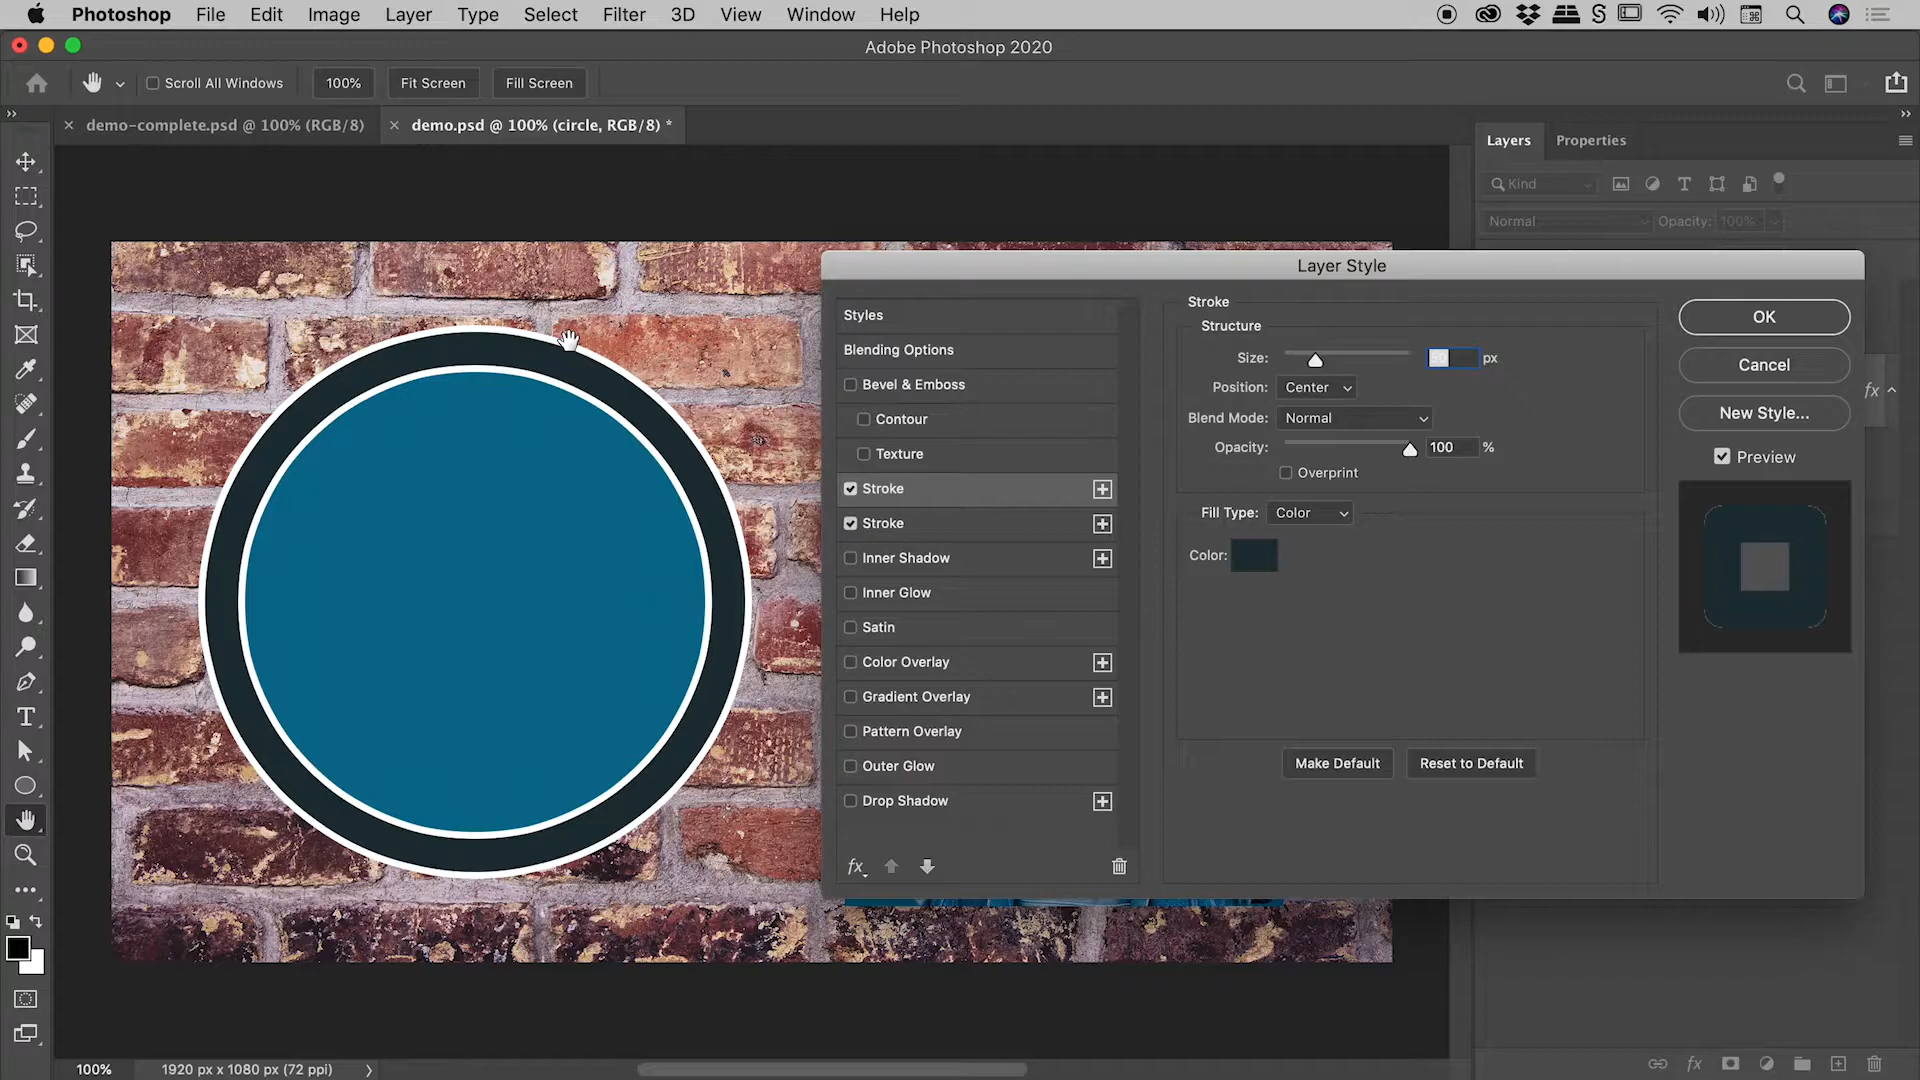 Photoshop File Edit Image Layer Type Select Filter 3D View Window Help
Adobe Photoshop 2020
Scroll All Windows 100% Fit Screen Fill Screen
demo-complete.psd @ 100% (RGB/8) demo.psd @ 100% (circle, RGB/8) *
Layers Properties
Kind
Normal Opacity: 100%
Layer Style
Styles
Blending Options
Bevel & Emboss
Contour
Texture
Stroke
Stroke
Inner Shadow
Inner Glow
Satin
Color Overlay
Gradient Overlay
Pattern Overlay
Outer Glow
Drop Shadow
fx
Stroke
Structure
Size: px
Position: Center
Blend Mode: Normal
Opacity: 100 %
Overprint
Fill Type: Color
Color:
Make Default Reset to Default
OK
Cancel
New Style...
Preview
fx
100% 1920 px x 1080 px (72 ppi)
fx